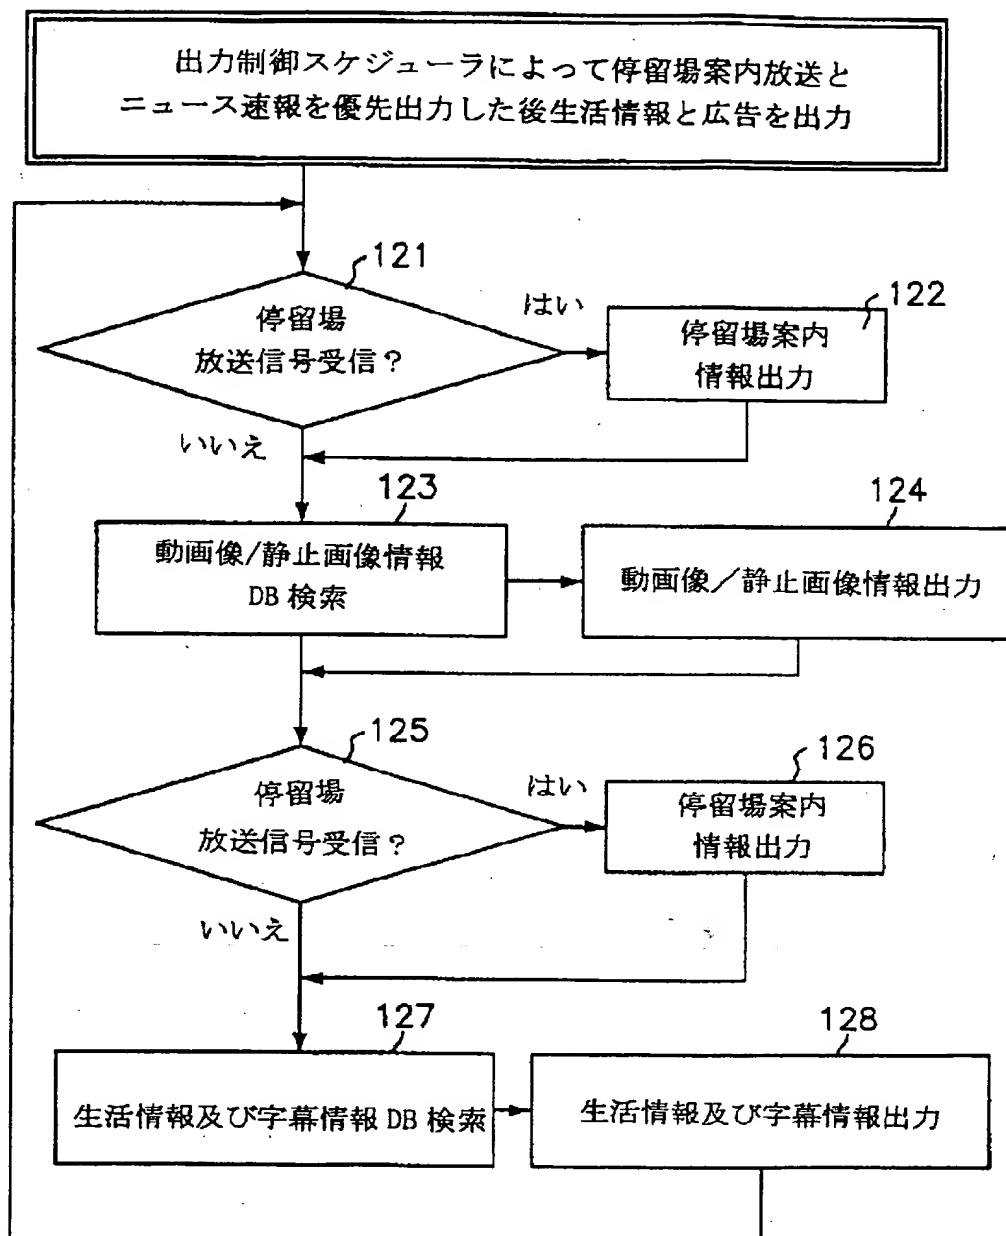 出力制御スケジューラによって停留場案内放送と
ニュース速報を優先出力した後生活情報と広告を出力
121
停留場
放送信号受信？
はい
122
停留場案内
情報出力
いいえ
123
動画像/静止画像情報
DB 検索
124
動画像／静止画像情報出力
125
停留場
放送信号受信？
はい
126
停留場案内
情報出力
いいえ
127
生活情報及び字幕情報 DB 検索
128
生活情報及び字幕情報出力